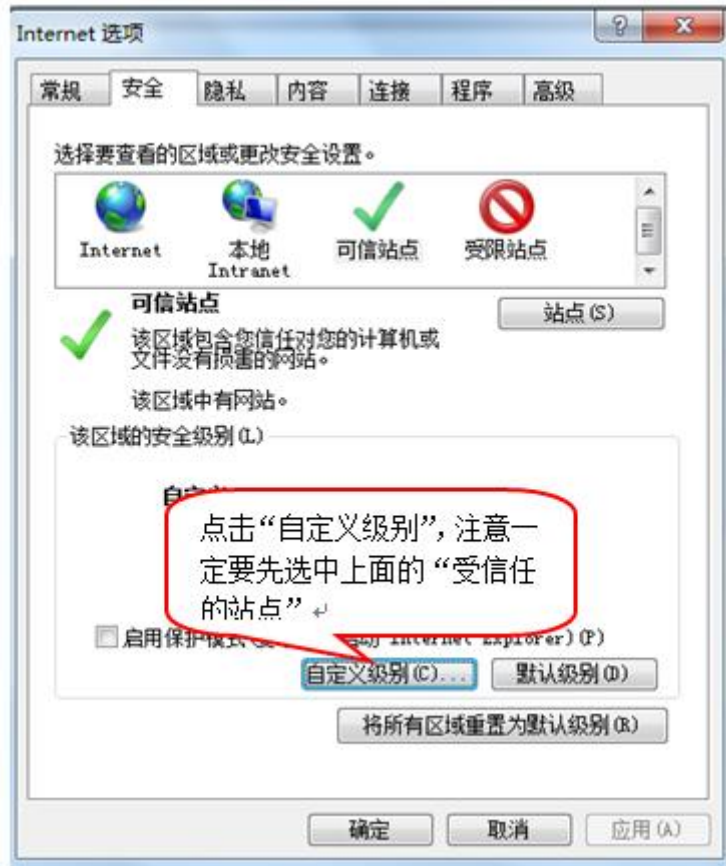 Internet 选项
常规 安全 隐私 内容 连接 程序 高级
选择要查看的区域或更改安全设置。
Internet 本地 Intranet 可信站点 受限站点
可信站点
站点(S)
该区域包含您信任对您的计算机或
文件没有损害的网站。
该区域中有网站。
该区域的安全级别(L)
自
点击“自定义级别”,注意一
定要先选中上面的“受信任
的站点”
启用保护模式 Internet Explorer)(P)
自定义级别(C)... 默认级别(D)
将所有区域重置为默认级别(R)
确定 取消 应用(A)